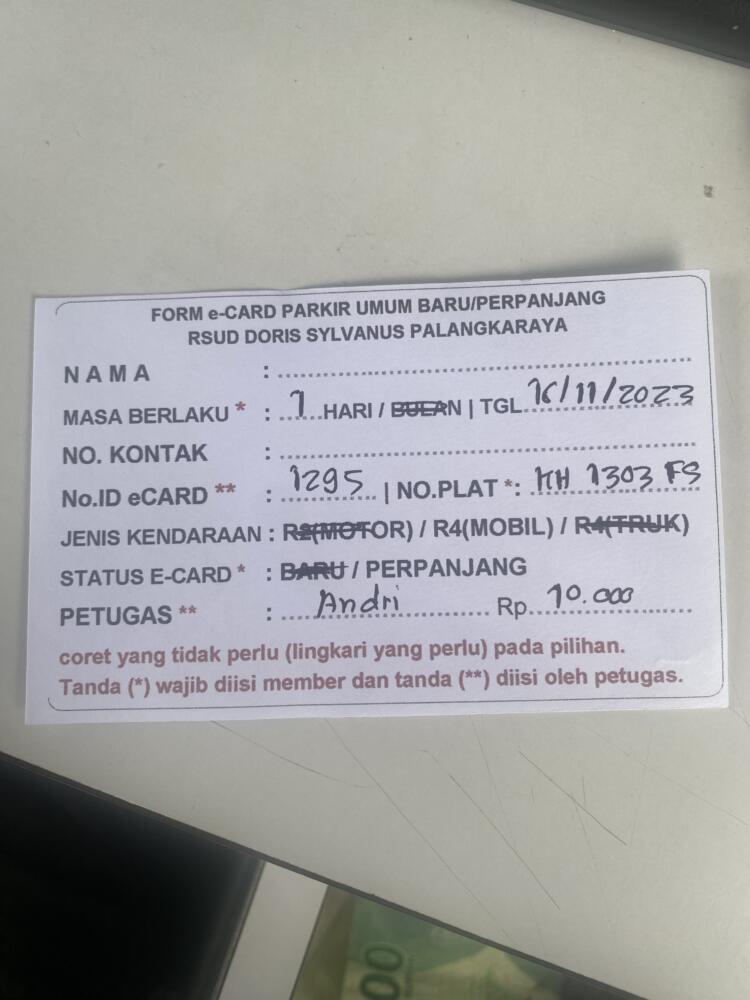 FORM e-CARD PARKIR UMUM BARU/PERPANJANG
RSUD DORIS SYLVANUS PALANGKARAYA
N A M A :
MASA BERLAKU * : 1 HARI / BULAN | TGL 16/11/2023
NO. KONTAK :
No.ID eCARD ** : 1295 | NO.PLAT *: KH 1303 FS
JENIS KENDARAAN : R2(MOTOR) / R4(MOBIL) / R4(TRUK)
STATUS E-CARD * : BARU / PERPANJANG
PETUGAS ** : Andri Rp. 10.000
coret yang tidak perlu (lingkari yang perlu) pada pilihan.
Tanda (*) wajib diisi member dan tanda (**) diisi oleh petugas.
00